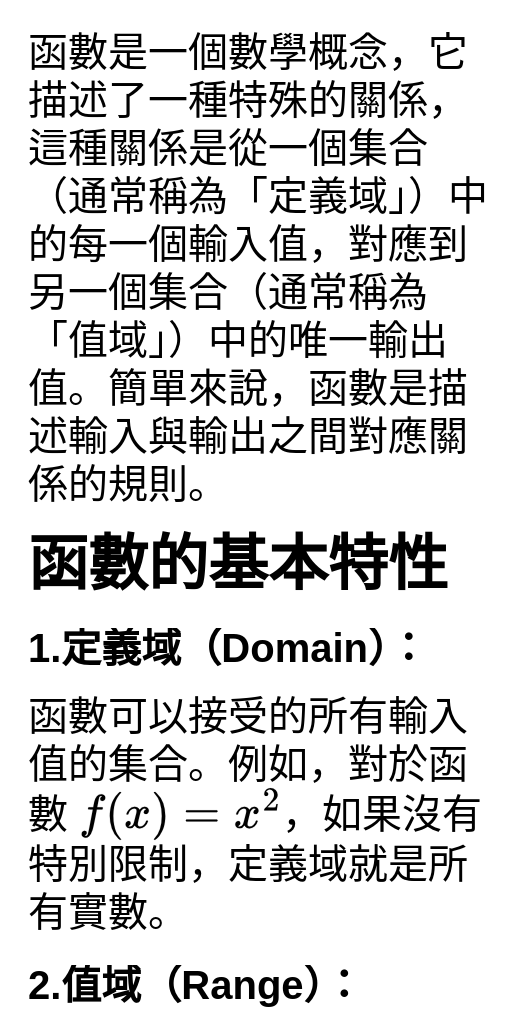 函數是一個數學概念，它
描述了一種特殊的關係，
這種關係是從一個集合
（通常稱為「定義域」）中
的每一個輸入值，對應到
另一個集合（通常稱為
「值域」）中的唯一輸出
值。簡單來說，函數是描
述輸入與輸出之間對應關
係的規則。
函數的基本特性
1.定義域（Domain）：
函數可以接受的所有輸入
值的集合。例如，對於函
數 f(x) = x²，如果沒有
特別限制，定義域就是所
有實數。
2.值域（Range）：